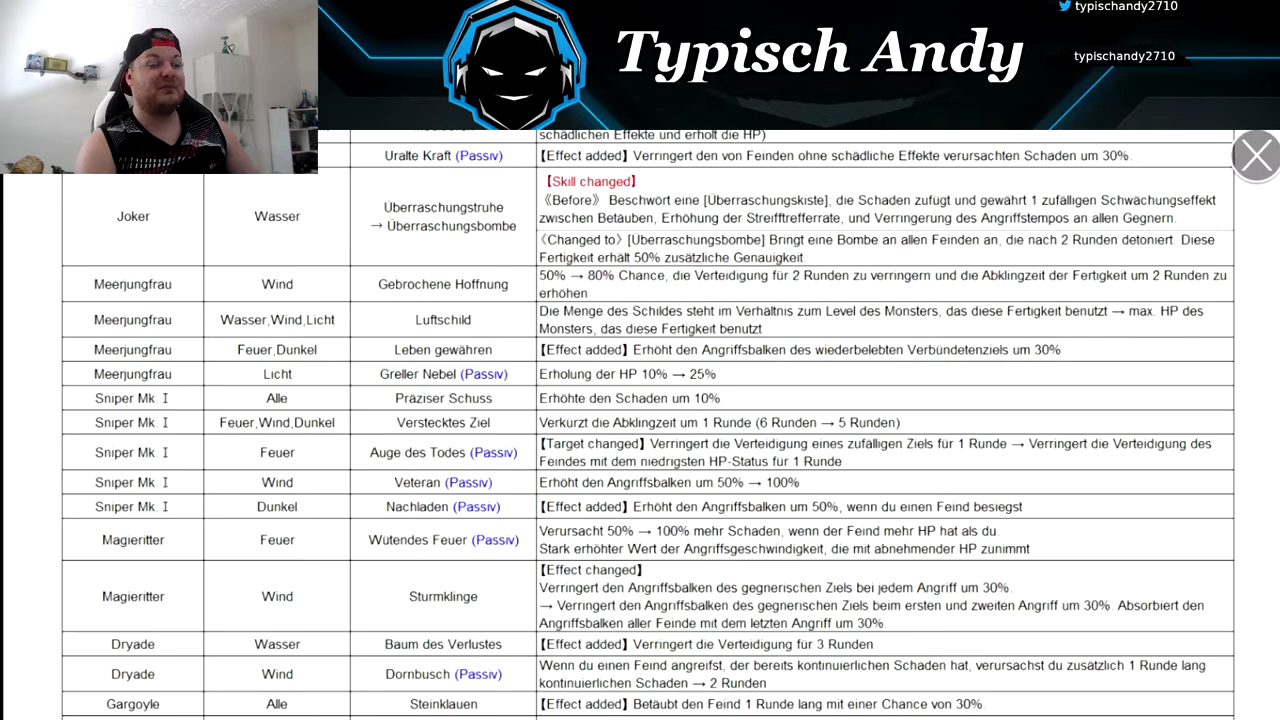 typischandy2710
Typisch Andy
typischandy2710
schädlichen Effekte und erholt die HP)
Uralte Kraft (Passiv)
【Effect added】 Verringert den von Feinden ohne schädliche Effekte verursachten Schaden um 30%.
Joker
Wasser
Überraschungstruhe
→ Überraschungsbombe
【Skill changed】
《Before》 Beschwört eine [Überraschungskiste], die Schaden zufügt und gewährt 1 zufälligen Schwächungseffekt
zwischen Betäuben, Erhöhung der Streifftrefferrate, und Verringerung des Angriffstempos an allen Gegnern.
《Changed to》 [Überraschungsbombe] Bringt eine Bombe an allen Feinden an, die nach 2 Runden detoniert. Diese
Fertigkeit erhält 50% zusätzliche Genauigkeit
Meerjungfrau
Wind
Gebrochene Hoffnung
50% → 80% Chance, die Verteidigung für 2 Runden zu verringern und die Abklingzeit der Fertigkeit um 2 Runden zu
erhöhen
Meerjungfrau
Wasser,Wind,Licht
Luftschild
Die Menge des Schildes steht im Verhältnis zum Level des Monsters, das diese Fertigkeit benutzt → max. HP des
Monsters, das diese Fertigkeit benutzt
Meerjungfrau
Feuer,Dunkel
Leben gewähren
【Effect added】 Erhöht den Angriffsbalken des wiederbelebten Verbündetenziels um 30%
Meerjungfrau
Licht
Greller Nebel (Passiv)
Erholung der HP 10% → 25%
Sniper Mk. I
Alle
Präziser Schuss
Erhöhte den Schaden um 10%
Sniper Mk. I
Feuer,Wind,Dunkel
Verstecktes Ziel
Verkürzt die Abklingzeit um 1 Runde (6 Runden → 5 Runden)
Sniper Mk. I
Feuer
Auge des Todes (Passiv)
【Target changed】 Verringert die Verteidigung eines zufälligen Ziels für 1 Runde → Verringert die Verteidigung des
Feindes mit dem niedrigsten HP-Status für 1 Runde
Sniper Mk. I
Wind
Veteran (Passiv)
Erhöht den Angriffsbalken um 50% → 100%
Sniper Mk. I
Dunkel
Nachladen (Passiv)
【Effect added】 Erhöht den Angriffsbalken um 50%, wenn du einen Feind besiegst
Magieritter
Feuer
Wütendes Feuer (Passiv)
Verursacht 50% → 100% mehr Schaden, wenn der Feind mehr HP hat als du.
Stark erhöhter Wert der Angriffsgeschwindigkeit, die mit abnehmender HP zunimmt
Magieritter
Wind
Sturmklinge
【Effect changed】
Verringert den Angriffsbalken des gegnerischen Ziels bei jedem Angriff um 30%.
→ Verringert den Angriffsbalken des gegnerischen Ziels beim ersten und zweiten Angriff um 30%. Absorbiert den
Angriffsbalken aller Feinde mit dem letzten Angriff um 30%.
Dryade
Wasser
Baum des Verlustes
【Effect added】 Verringert die Verteidigung für 3 Runden
Dryade
Wind
Dornbusch (Passiv)
Wenn du einen Feind angreifst, der bereits kontinuierlichen Schaden hat, verursachst du zusätzlich 1 Runde lang
kontinuierlichen Schaden → 2 Runden
Gargoyle
Alle
Steinklauen
【Effect added】 Betäubt den Feind 1 Runde lang mit einer Chance von 30%.